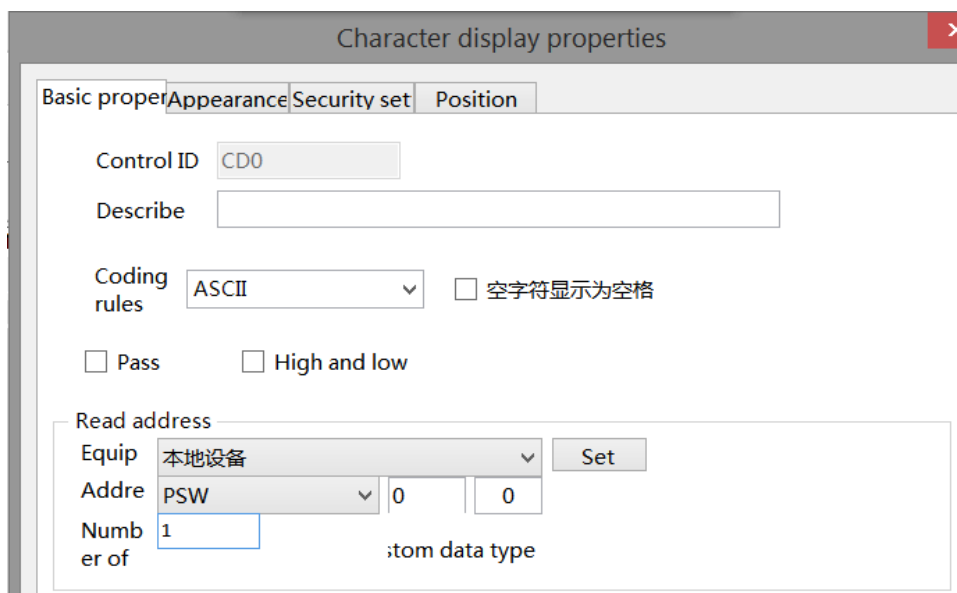 Character display properties
Basic proper Appearance Security set Position
Control ID CD0
Describe
Coding rules ASCII 空字符显示为空格
Pass High and low
Read address
Equip 本地设备 Set
Addre PSW 0 0
Numb er of 1
stom data type